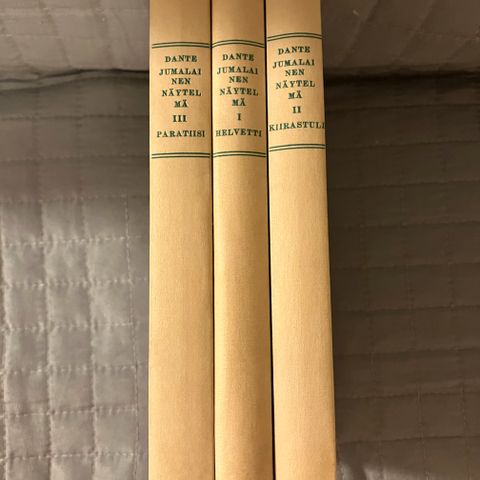 DANTE
JUMALAI
NEN
NÄYTEL
MÄ
III
PARATIISI
DANTE
JUMALAI
NEN
NÄYTEL
MÄ
I
HELVETTI
DANTE
JUMALAI
NEN
NÄYTEL
MÄ
II
KIIRASTULI